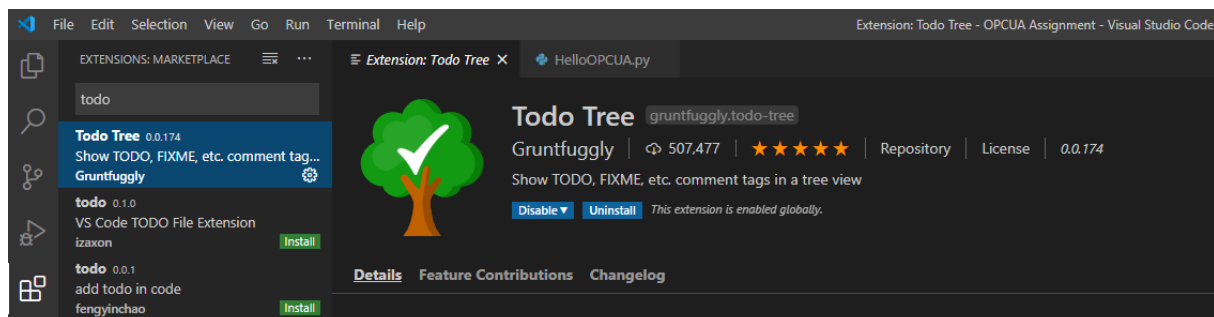 File Edit Selection View Go Run Terminal Help Extension: Todo Tree - OPCUA Assignment - Visual Studio Code
EXTENSIONS: MARKETPLACE
todo
Todo Tree 0.0.174
Show TODO, FIXME, etc. comment tag...
Gruntfuggly
todo 0.1.0
VS Code TODO File Extension
izaxon Install
todo 0.0.1
add todo in code
fengyinchao Install
Extension: Todo Tree HelloOPCUA.py
Todo Tree gruntfuggly.todo-tree
Gruntfuggly 507,477 Repository License 0.0.174
Show TODO, FIXME, etc. comment tags in a tree view
Disable Uninstall This extension is enabled globally.
Details Feature Contributions Changelog